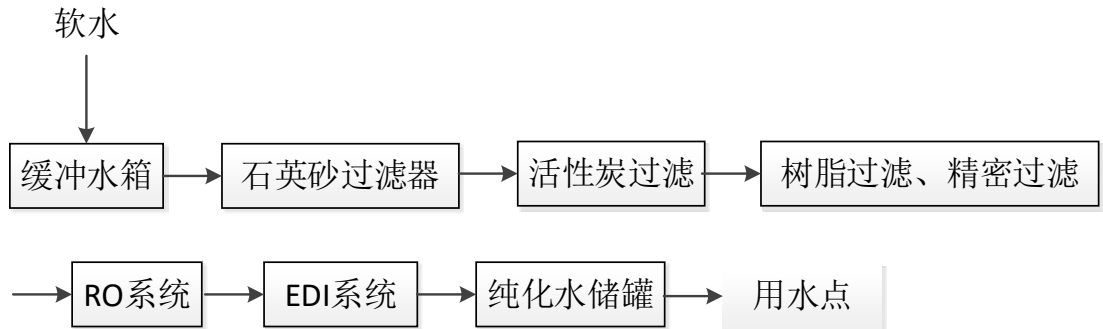 软水
缓冲水箱
石英砂过滤器
活性炭过滤
树脂过滤、精密过滤
RO系统
EDI系统
纯化水储罐
用水点